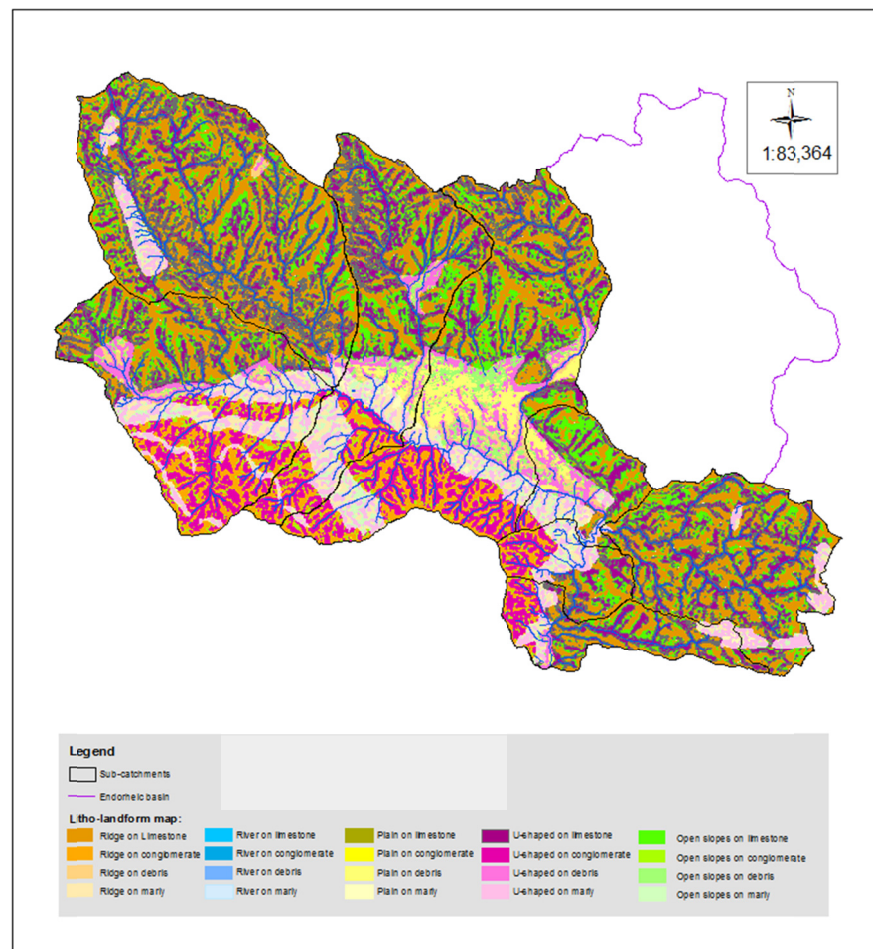 N
1:83,364
Legend
Sub-catchments
Endorheic basin
Litho-landform map:
Ridge on Limestone
Ridge on conglomerate
Ridge on debris
Ridge on marly
River on limestone
River on conglomerate
River on debris
River on marly
Plain on limestone
Plain on conglomerate
Plain on debris
Plain on marly
U-shaped on limestone
U-shaped on conglomerate
U-shaped on debris
U-shaped on marly
Open slopes on limestone
Open slopes on conglomerate
Open slopes on debris
Open slopes on marly